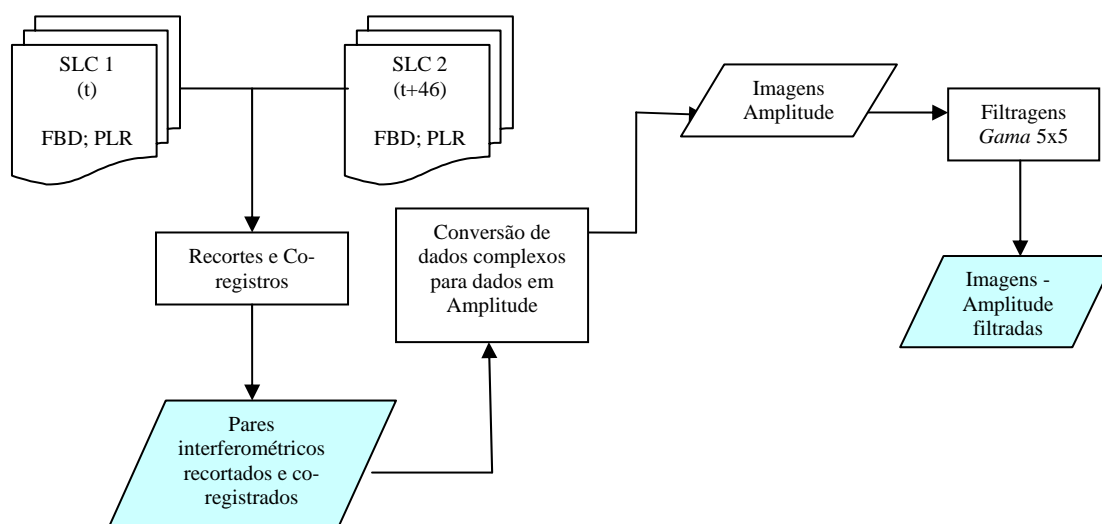 SLC 1
(t)
FBD; PLR
SLC 2
(t+46)
FBD; PLR
Recortes e Co-
registros
Pares
interferométricos
recortados e co-
registrados
Conversão de
dados complexos
para dados em
Amplitude
Imagens
Amplitude
Filtragens
Gama 5x5
Imagens -
Amplitude
filtradas